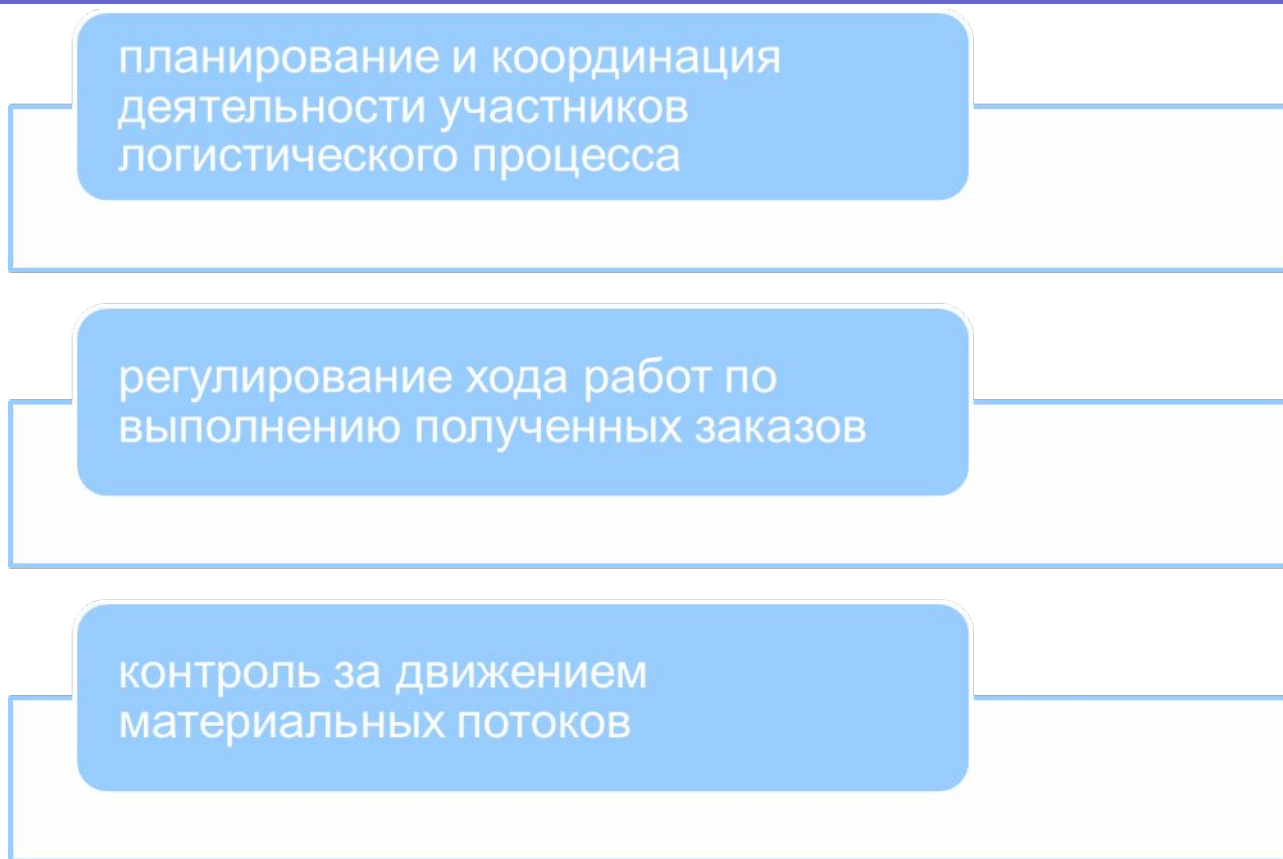 планирование и координация
деятельности участников
логистического процесса
регулирование хода работ по
выполнению полученных заказов
контроль за движением
материальных потоков